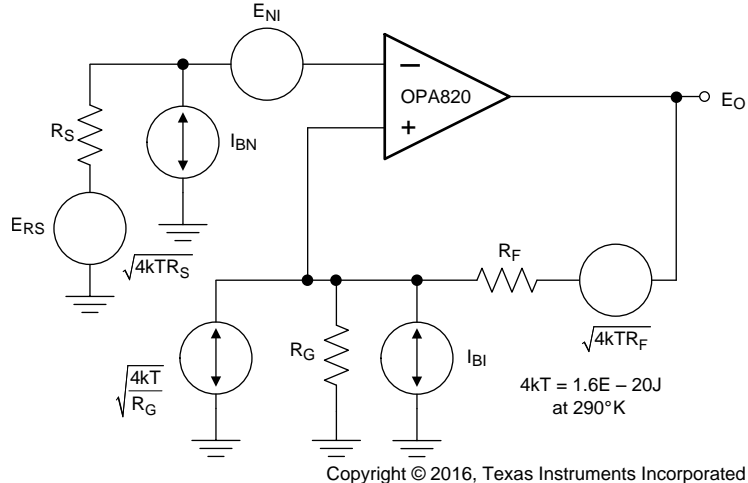 E_NI
−
OPA820
+
E_O
R_S
I_BN
E_RS
√4kTR_S
R_F
√4kTR_F
√4kT/R_G
R_G
I_BI
4kT = 1.6E – 20J
at 290°K
Copyright © 2016, Texas Instruments Incorporated